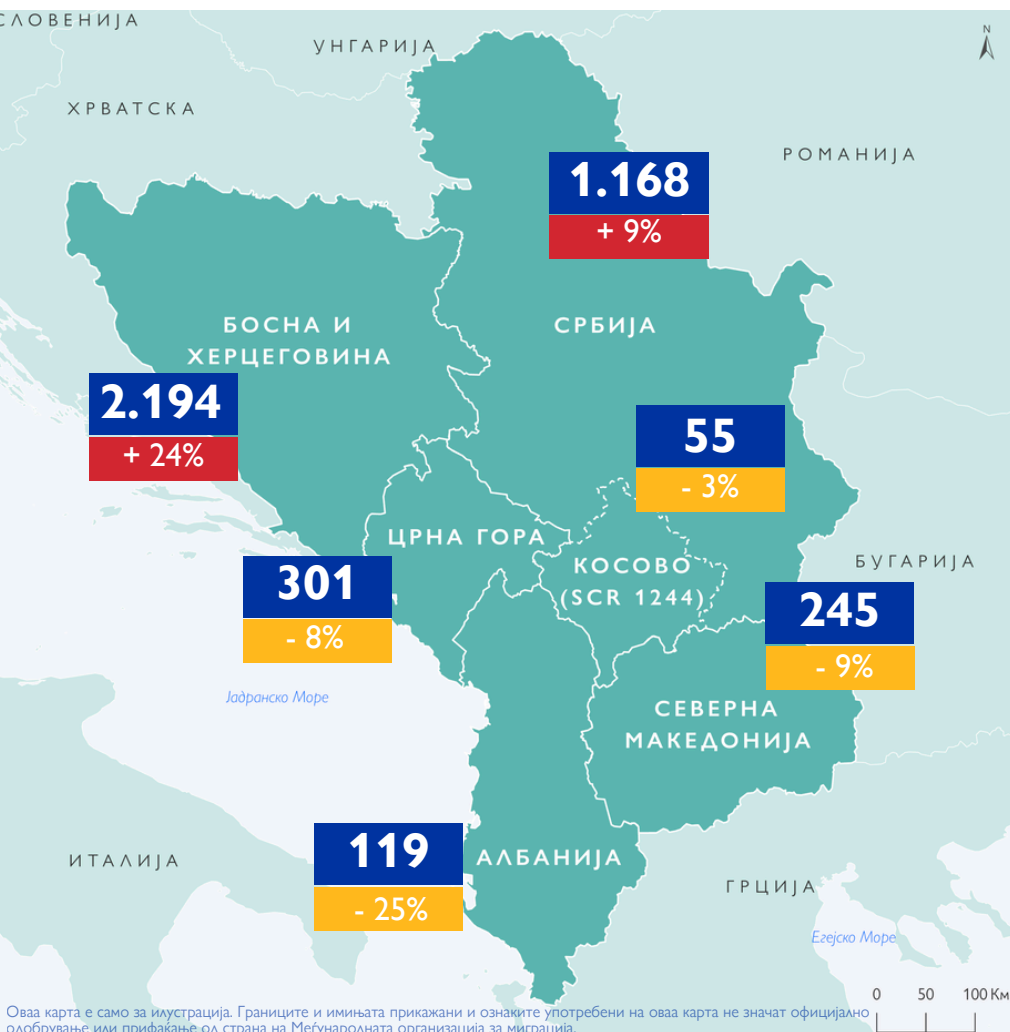 СЛОВЕНИЈА
УНГАРИЈА
N
ХРВАТСКА
РОМАНИЈА
1.168
+ 9%
БОСНА И
ХЕРЦЕГОВИНА
СРБИЈА
2.194
+ 24%
55
- 3%
ЦРНА ГОРА
КОСОВО
(SCR 1244)
БУГАРИЈА
301
- 8%
245
- 9%
Јадранско Море
СЕВЕРНА
МАКЕДОНИЈА
119
- 25%
АЛБАНИЈА
ИТАЛИЈА
ГРЦИЈА
Егејско Море
0 50 100 Км
Оваа карта е само за илустрација. Границите и имињата прикажани и ознаките употребени на оваа карта не значат официјално
одобрување или прифаќање од страна на Меѓународната организација за миграција.